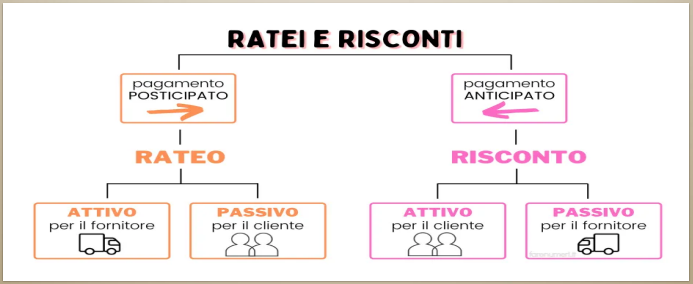 RATEI E RISCONTI
pagamento
POSTICIPATO
pagamento
ANTICIPATO
RATEO
RISCONTO
ATTIVO
per il fornitore
PASSIVO
per il cliente
ATTIVO
per il cliente
PASSIVO
per il fornitore